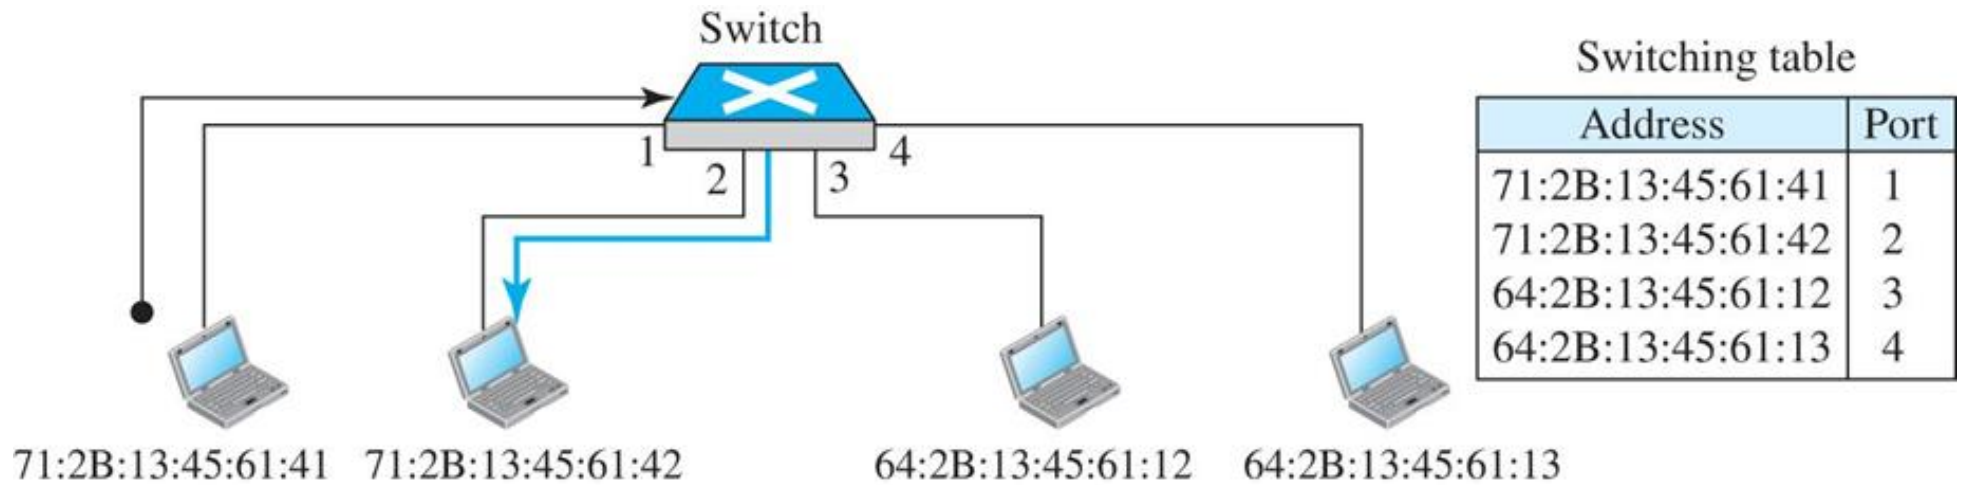 Switch
1
2
3
4
71:2B:13:45:61:41
71:2B:13:45:61:42
64:2B:13:45:61:12
64:2B:13:45:61:13
Switching table
Address Port
71:2B:13:45:61:41 1
71:2B:13:45:61:42 2
64:2B:13:45:61:12 3
64:2B:13:45:61:13 4